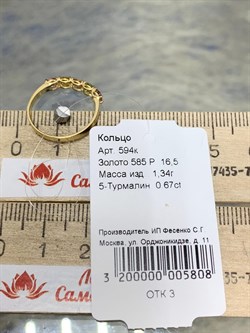 Кольцо
Арт. 594к
Золото 585 Р 16,5
Масса изд 1,34г
5-Турмалин 0.67ct
Производитель ИП Фесенко С.Г
Москва, ул. Орджоникидзе, д. 11
3 200000 005808
ОТК 3